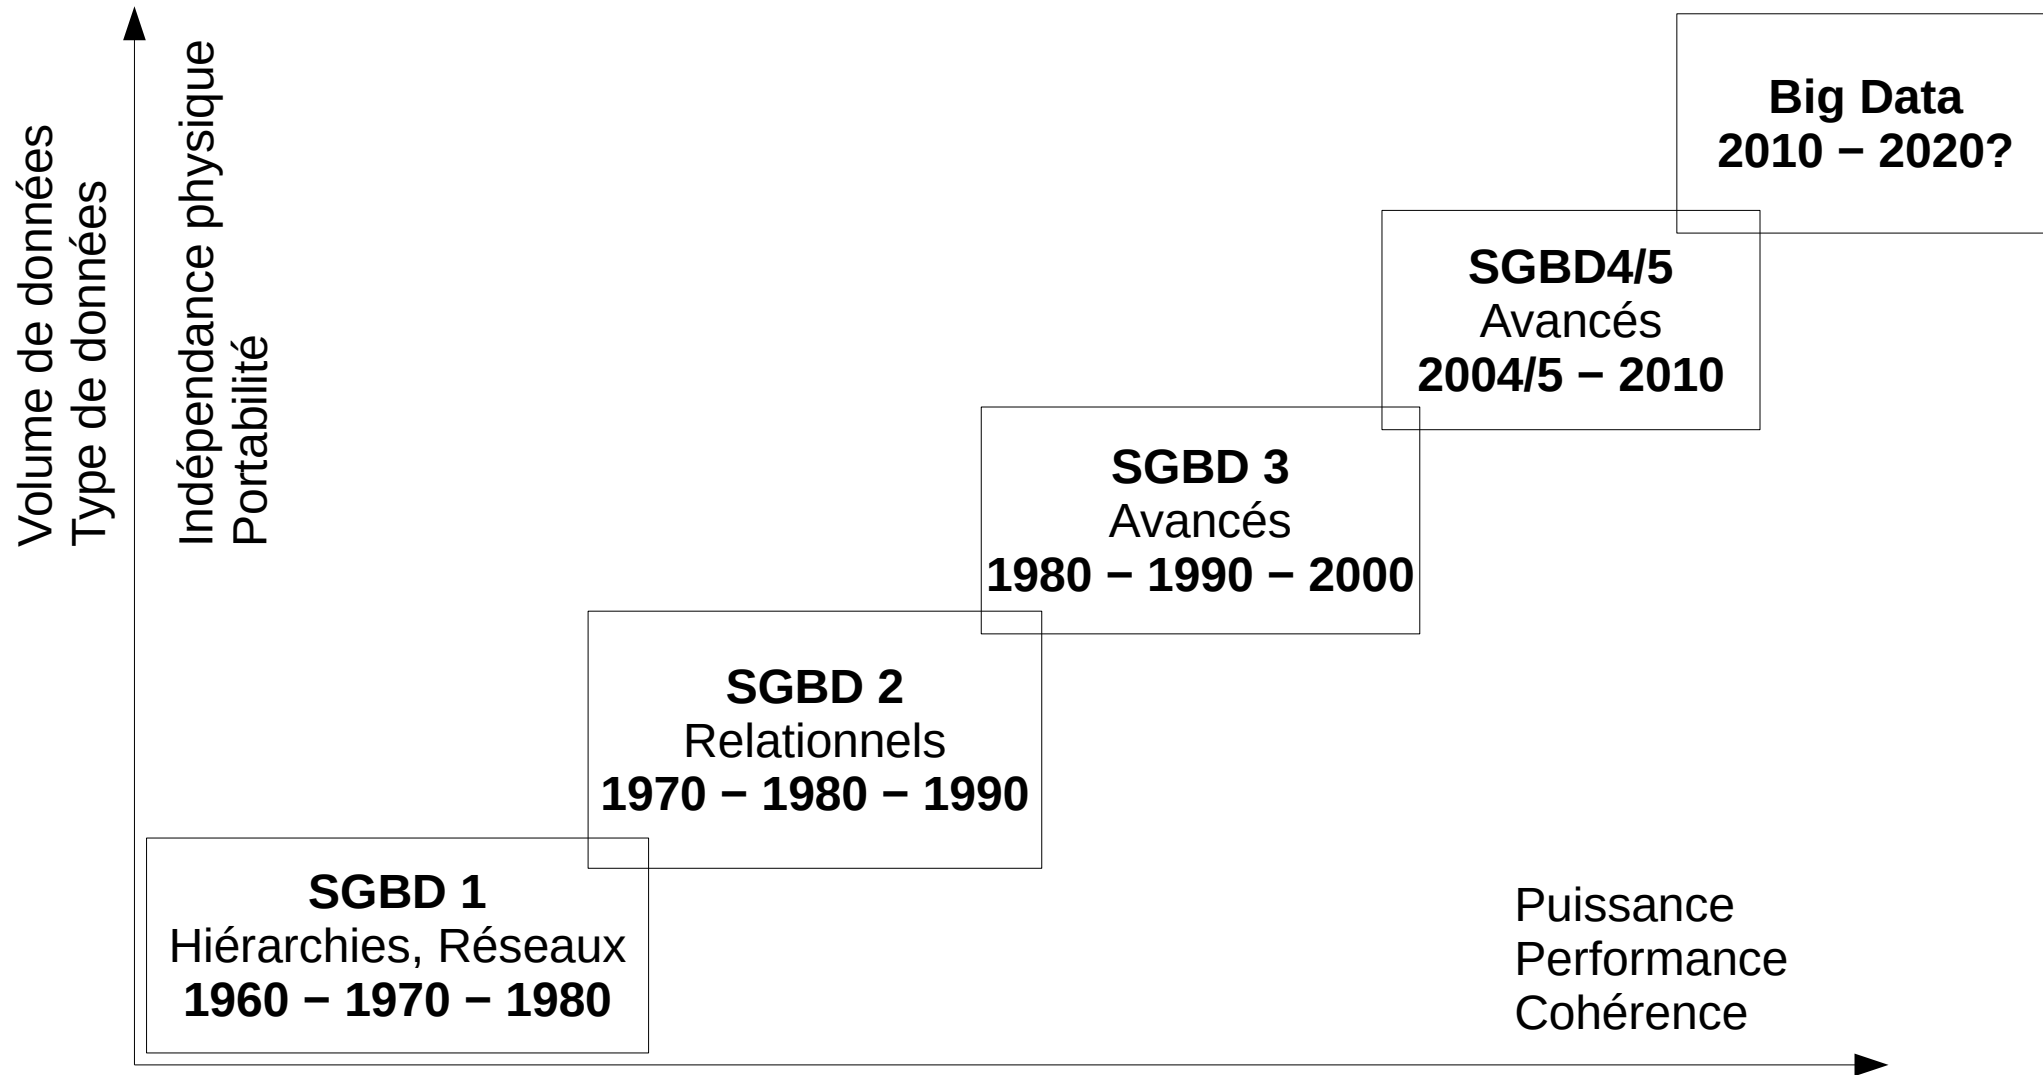 Volume de données
Type de données
Indépendance physique
Portabilité
Big Data
2010 – 2020?
SGBD4/5
Avancés
2004/5 – 2010
SGBD 3
Avancés
1980 – 1990 – 2000
SGBD 2
Relationnels
1970 – 1980 – 1990
SGBD 1
Hiérarchies, Réseaux
1960 – 1970 – 1980
Puissance
Performance
Cohérence